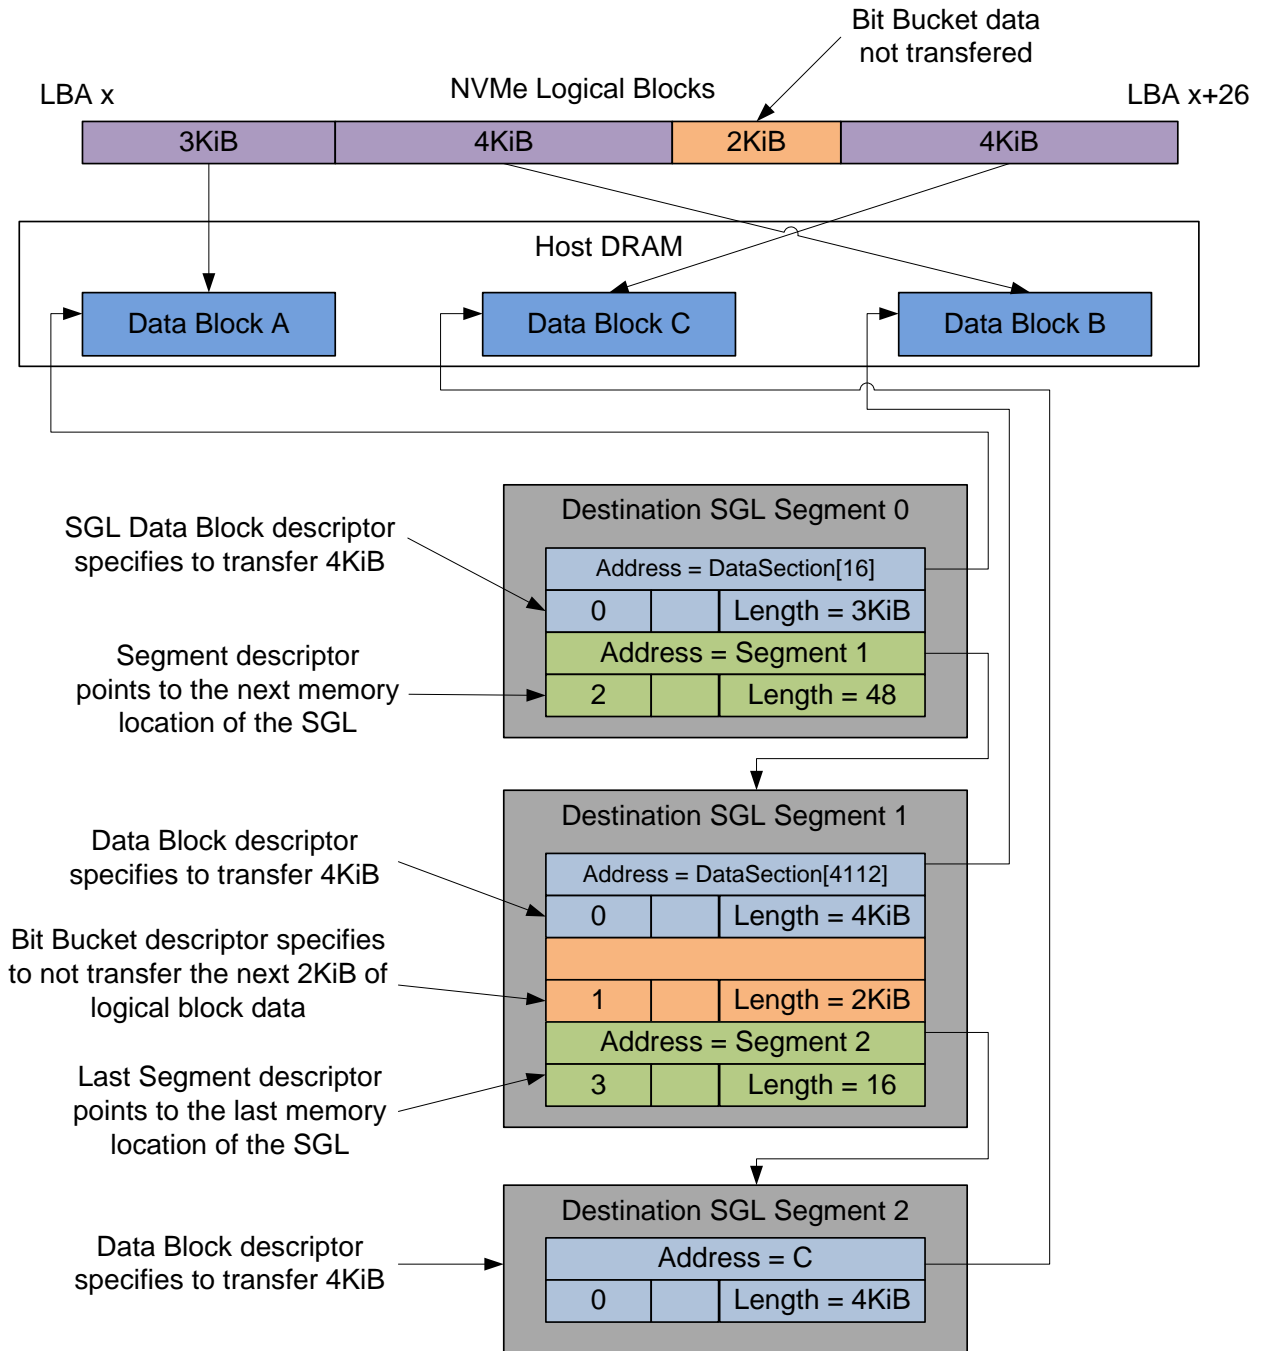 Bit Bucket data
not transfered
LBA x
NVMe Logical Blocks
LBA x+26
3KiB
4KiB
2KiB
4KiB
Host DRAM
Data Block A
Data Block C
Data Block B
Destination SGL Segment 0
SGL Data Block descriptor
specifies to transfer 4KiB
Address = DataSection[16]
0
Length = 3KiB
Segment descriptor
points to the next memory
location of the SGL
Address = Segment 1
2
Length = 48
Destination SGL Segment 1
Data Block descriptor
specifies to transfer 4KiB
Address = DataSection[4112]
0
Length = 4KiB
Bit Bucket descriptor specifies
to not transfer the next 2KiB of
logical block data
1
Length = 2KiB
Last Segment descriptor
points to the last memory
location of the SGL
Address = Segment 2
3
Length = 16
Destination SGL Segment 2
Data Block descriptor
specifies to transfer 4KiB
Address = C
0
Length = 4KiB